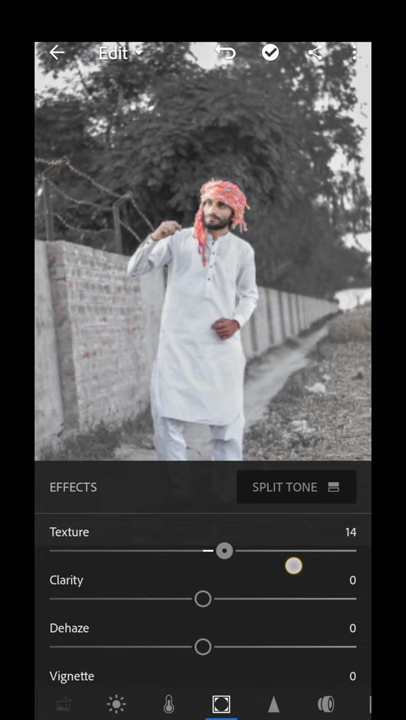 Edit
EFFECTS
SPLIT TONE
Texture 14
Clarity 0
Dehaze 0
Vignette 0